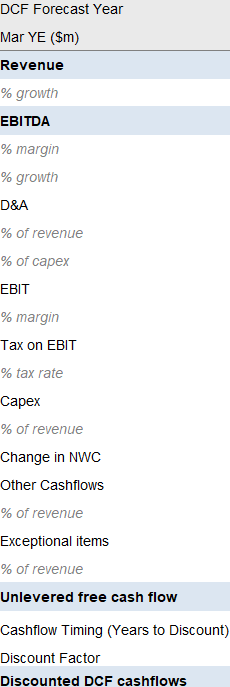 DCF Forecast Year
Mar YE ($m)
Revenue
% growth
EBITDA
% margin
% growth
D&A
% of revenue
% of capex
EBIT
% margin
Tax on EBIT
% tax rate
Capex
% of revenue
Change in NWC
Other Cashflows
% of revenue
Exceptional items
% of revenue
Unlevered free cash flow
Cashflow Timing (Years to Discount)
Discount Factor
Discounted DCF cashflows